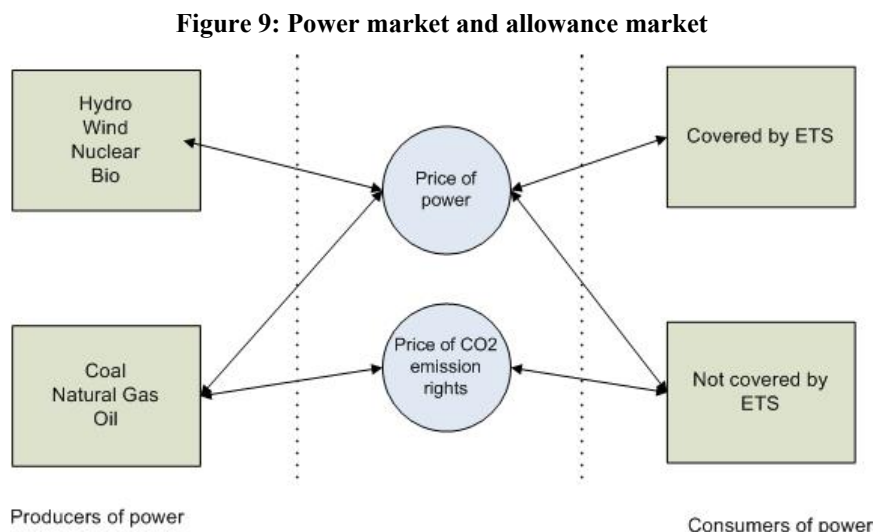 Figure 9: Power market and allowance market
Hydro
Wind
Nuclear
Bio
Price of
power
Covered by ETS
Coal
Natural Gas
Oil
Price of CO2
emission
rights
Not covered by
ETS
Producers of power
Consumers of power